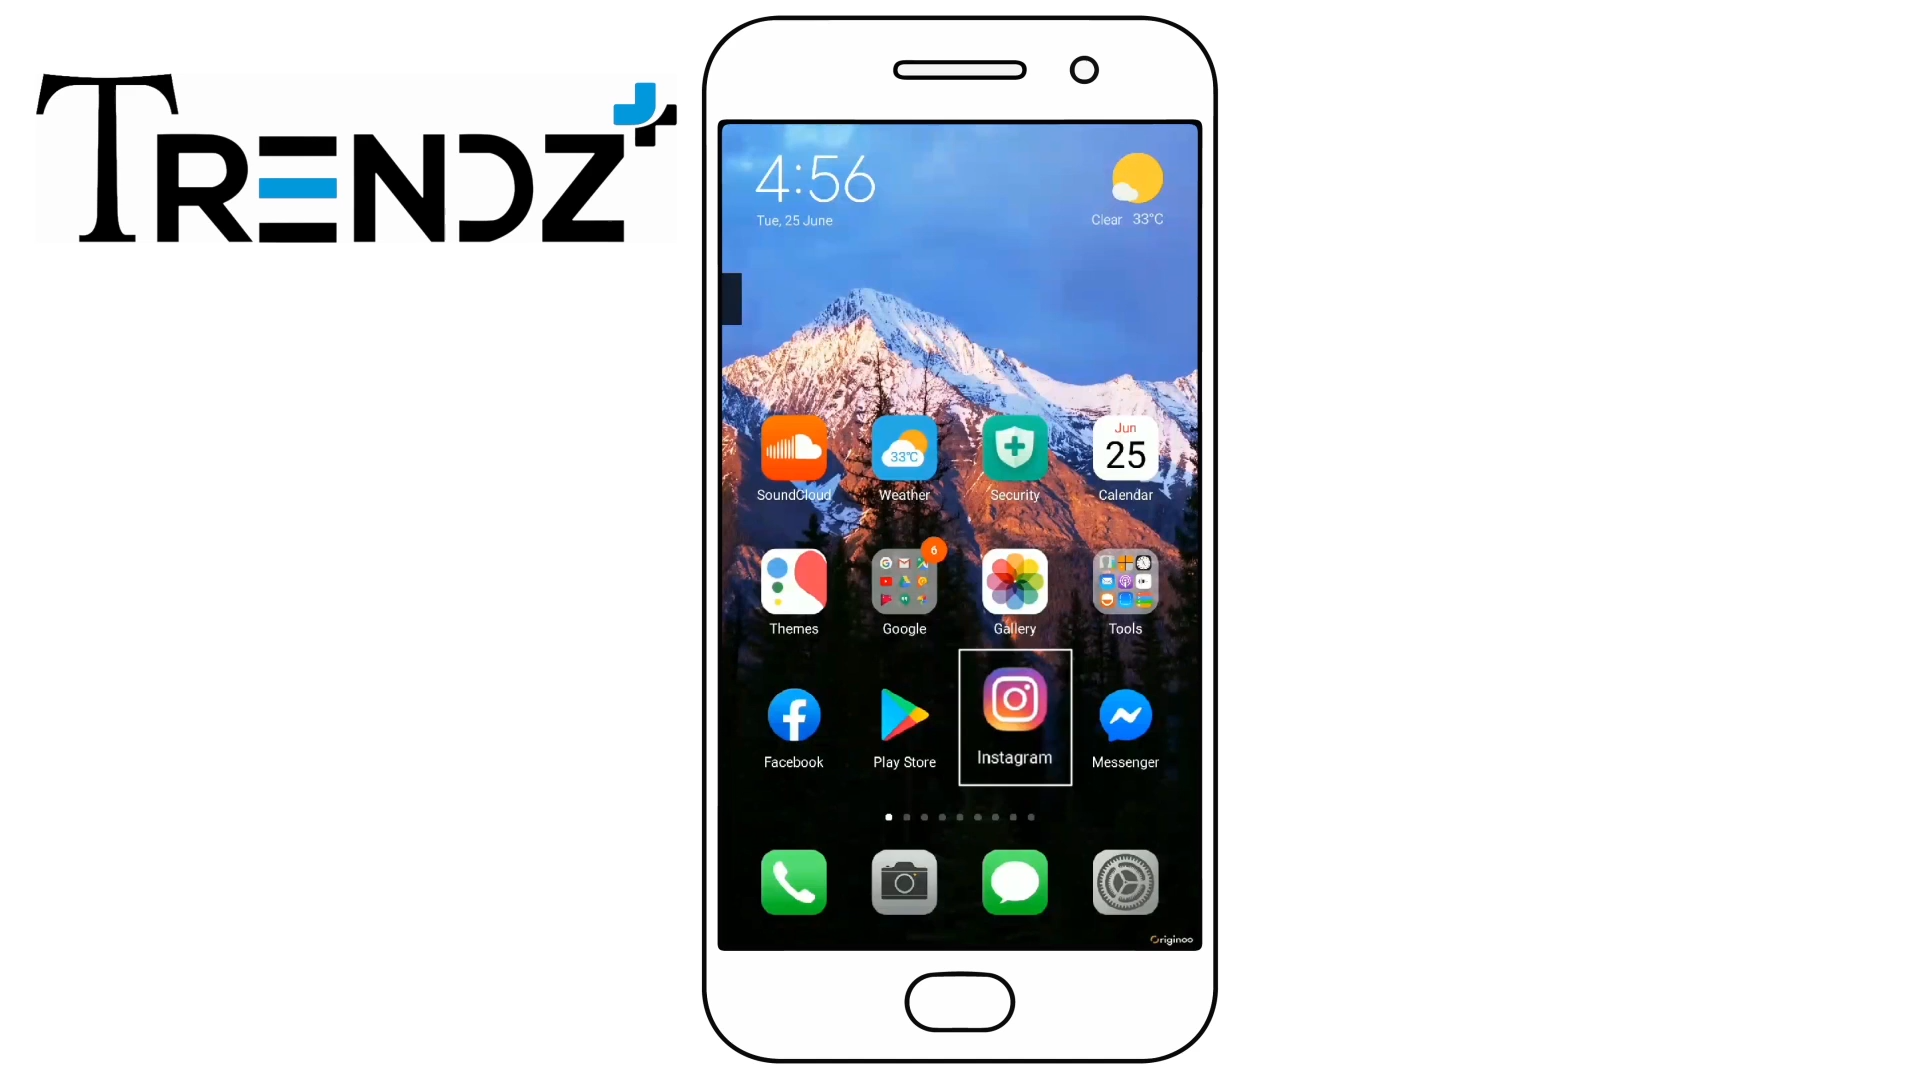 TRENDZ
4:56
Tue, 25 June
Clear 33°C
33°C
Jun
25
SoundCloud
Weather
Security
Calendar
6
Themes
Google
Gallery
Tools
Facebook
Play Store
Instagram
Messenger
Originoo